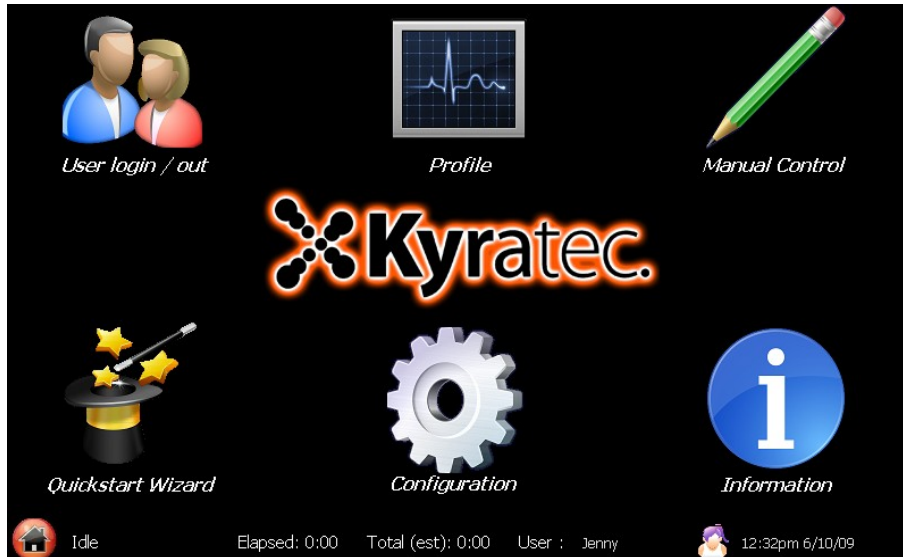 User login / out
Profile
Manual Control
Kyratec.
Quickstart Wizard
Configuration
i
Information
Idle
Elapsed: 0:00
Total (est): 0:00
User : Jenny
12:32pm 6/10/09